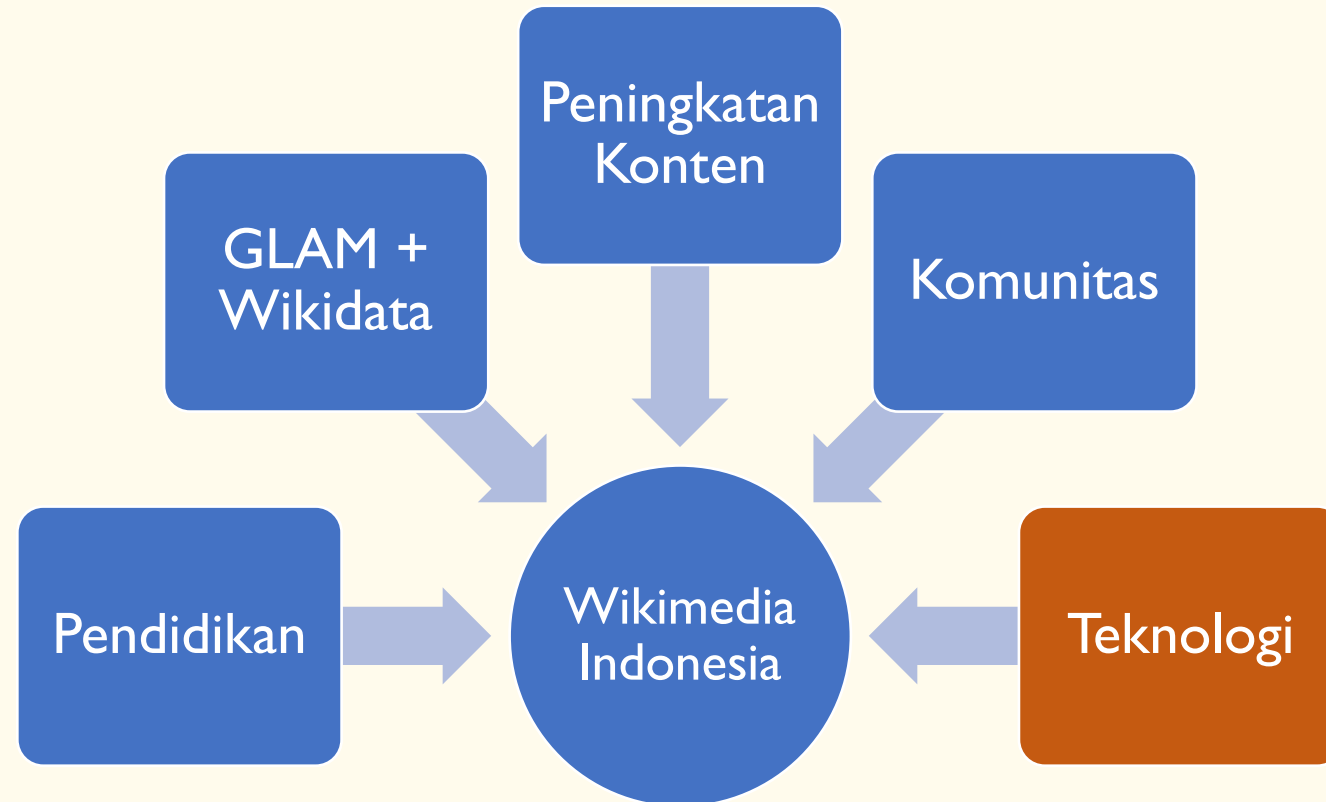 Peningkatan
Konten
GLAM +
Wikidata
Komunitas
Pendidikan
Wikimedia
Indonesia
Teknologi